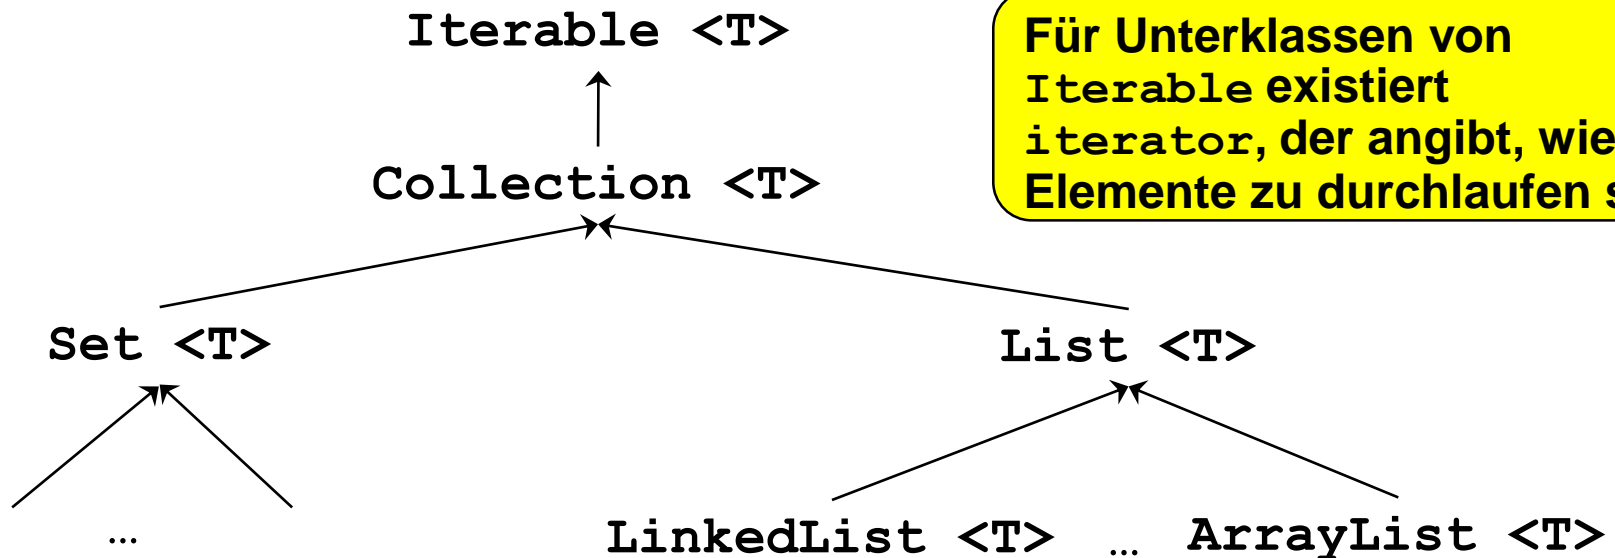 Iterable <T>
Für Unterklassen von
Iterable existiert
iterator, der angibt, wie
Elemente zu durchlaufen s
Collection <T>
Set <T>
List <T>
...
LinkedList <T> ... ArrayList <T>